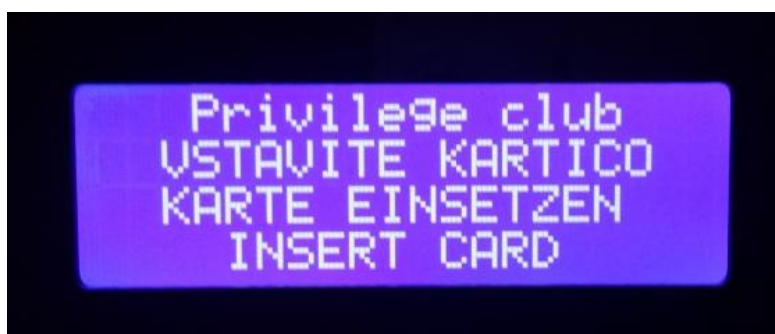 Privilege club
VSTAVITE KARTICO
KARTE EINSETZEN
INSERT CARD